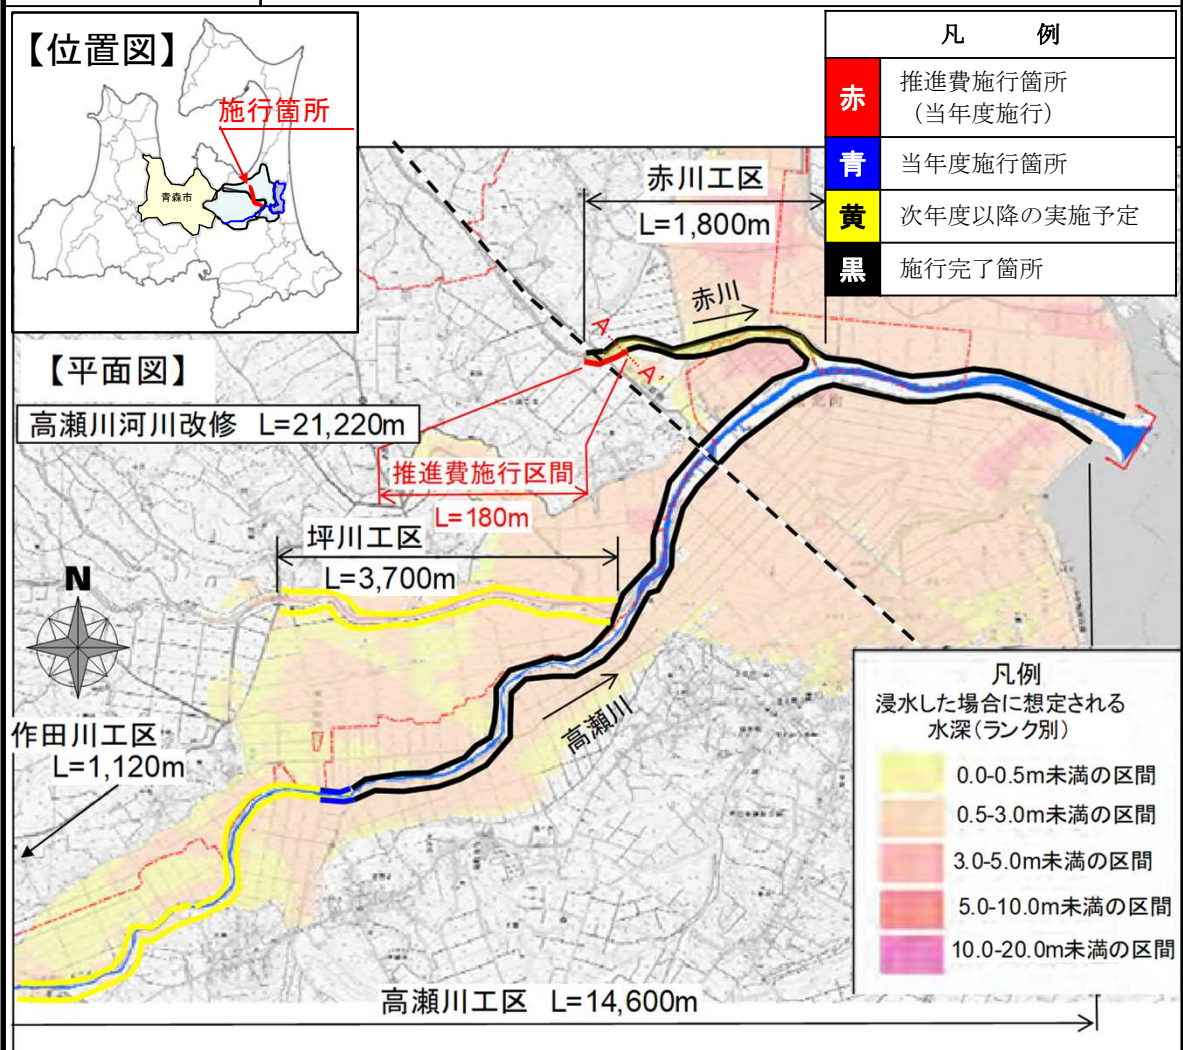 【位置図】
施行箇所
青森市
凡　例
赤 推進費施行箇所
（当年度施行）
青 当年度施行箇所
黄 次年度以降の実施予定
黒 施行完了箇所
赤川工区
L=1,800m
赤川
A
A'
【平面図】
高瀬川河川改修 L=21,220m
推進費施行区間
L=180m
坪川工区
L=3,700m
N
高瀬川
作田川工区
L=1,120m
凡例
浸水した場合に想定される
水深(ランク別)
0.0-0.5m未満の区間
0.5-3.0m未満の区間
3.0-5.0m未満の区間
5.0-10.0m未満の区間
10.0-20.0m未満の区間
高瀬川工区 L=14,600m